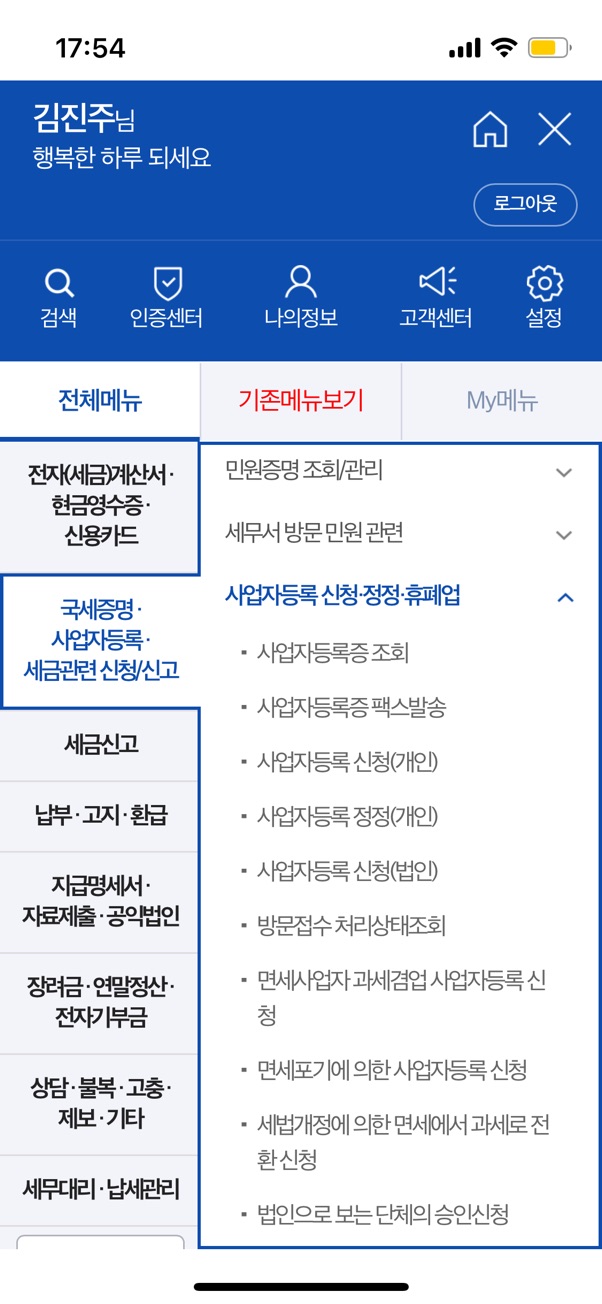 17:54
김진주님
행복한 하루 되세요
로그아웃
검색
인증센터
나의정보
고객센터
설정
전체메뉴
기존메뉴보기
My메뉴
전자(세금)계산서·
현금영수증·
신용카드
국세증명·
사업자등록·
세금관련 신청/신고
세금신고
납부·고지·환급
지급명세서·
자료제출·공익법인
장려금·연말정산·
전자기부금
상담·불복·고충·
제보·기타
세무대리·납세관리
민원증명 조회/관리
세무서 방문 민원 관련
사업자등록 신청·정정·휴폐업
▪ 사업자등록증 조회
▪ 사업자등록증 팩스발송
▪ 사업자등록 신청(개인)
▪ 사업자등록 정정(개인)
▪ 사업자등록 신청(법인)
▪ 방문접수 처리상태조회
▪ 면세사업자 과세겸업 사업자등록 신
청
▪ 면세포기에 의한 사업자등록 신청
▪ 세법개정에 의한 면세에서 과세로 전
환 신청
▪ 법인으로 보는 단체의 승인신청